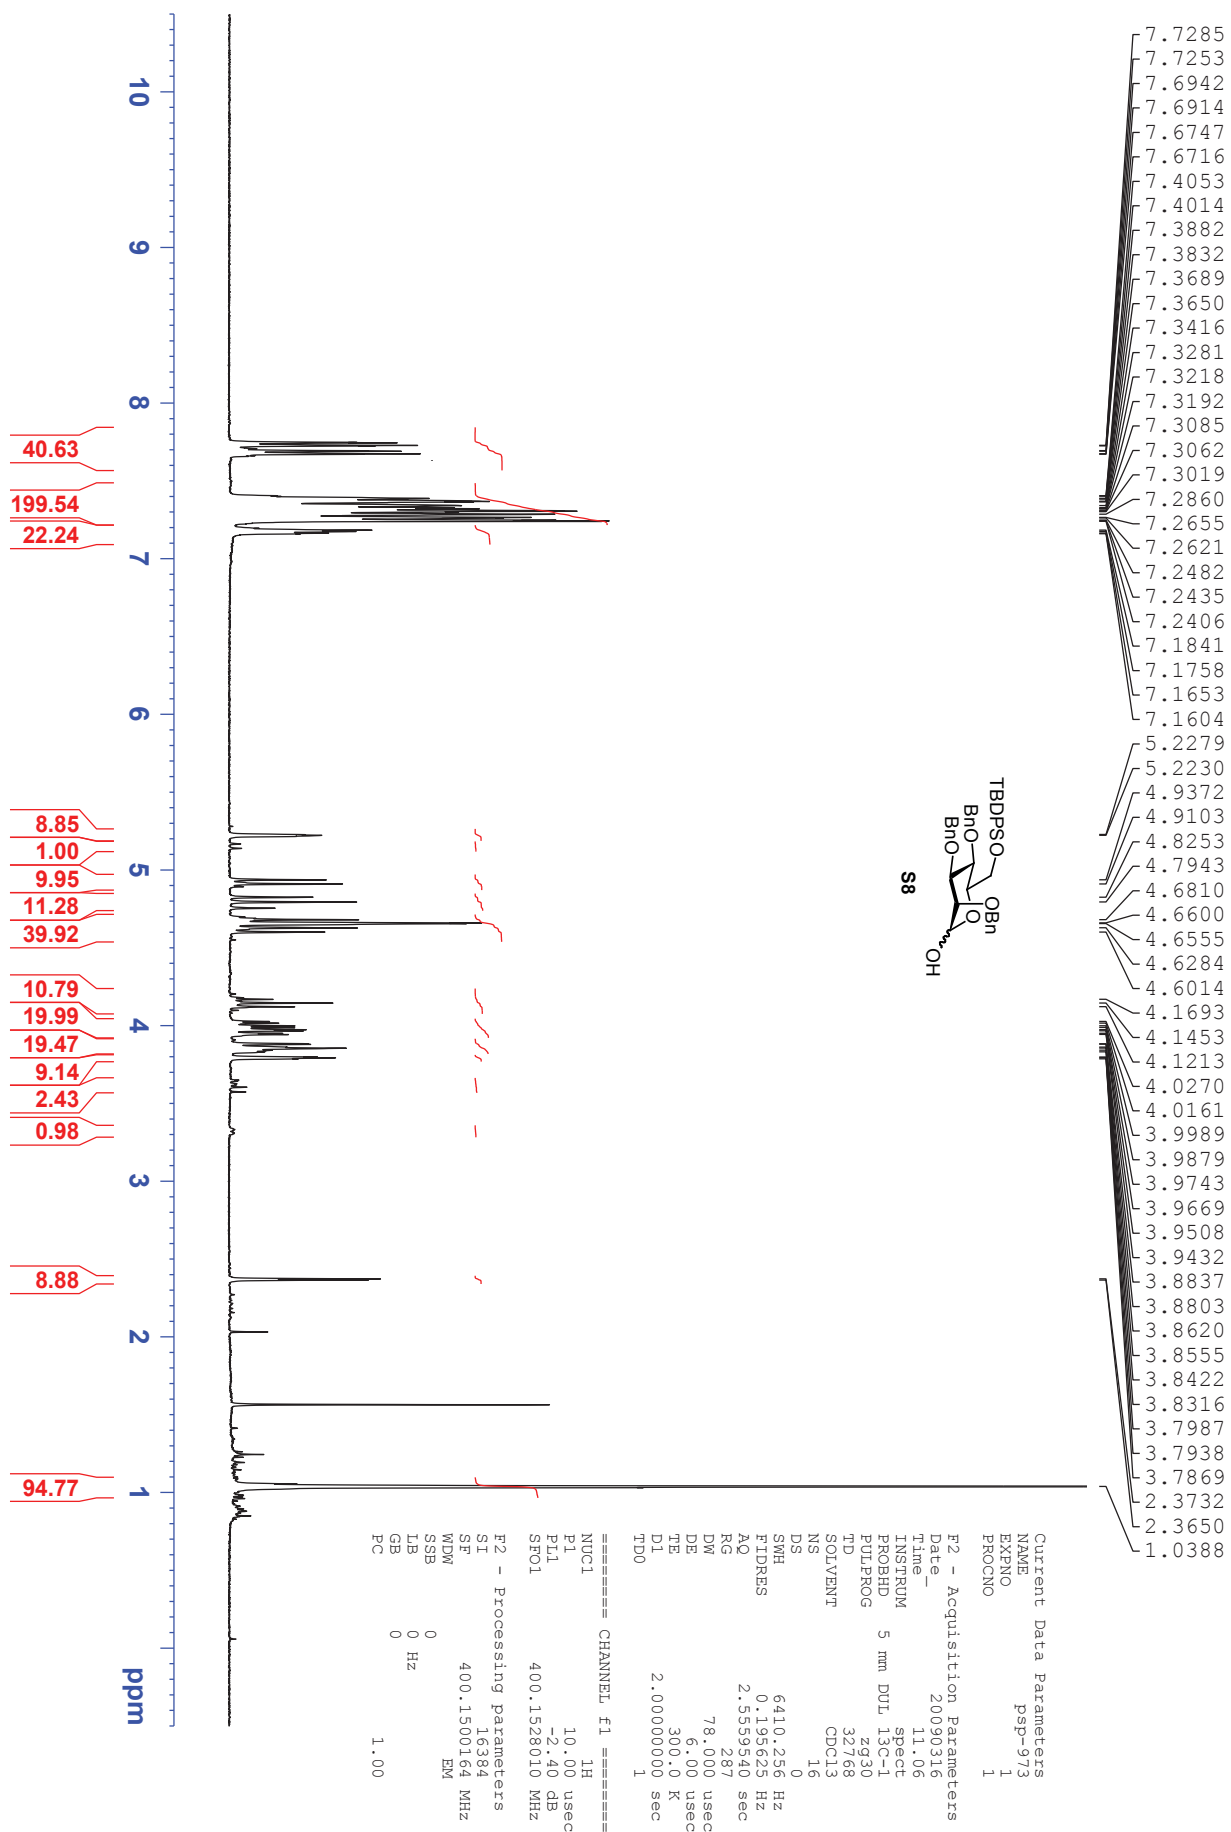 7.7285
7.7253
7.6942
7.6914
7.6747
7.6716
7.4053
7.4014
7.3882
7.3832
7.3689
7.3650
7.3416
7.3281
7.3218
7.3192
7.3085
7.3062
7.3019
7.2860
7.2655
7.2621
7.2482
7.2435
7.2406
7.1841
7.1758
7.1653
7.1604
5.2279
5.2230
4.9372
4.9103
4.8253
4.7943
4.6810
4.6600
4.6555
4.6284
4.6014
4.1693
4.1453
4.1213
4.0270
4.0161
3.9989
3.9879
3.9743
3.9669
3.9508
3.9432
3.8837
3.8803
3.8620
3.8555
3.8422
3.8316
3.7987
3.7938
3.7869
2.3732
2.3650
1.0388
TBDPSO
BnO
BnO
OBn
O
OH
S8
Current Data Parameters
NAME psp-973
EXPNO 1
PROCNO 1
F2 - Acquisition Parameters
Date_ 20090316
Time 11.06
INSTRUM spect
PROBHD 5 mm DUL 13C-1
PULPROG zg30
TD 32768
SOLVENT CDCl3
NS 16
DS 0
SWH 6410.256 Hz
FIDRES 0.195625 Hz
AQ 2.5559540 sec
RG 287
DW 78.000 usec
DE 6.00 usec
TE 300.0 K
D1 2.00000000 sec
TD0 1
======== CHANNEL f1 ========
NUC1 1H
P1 10.00 usec
PL1 -2.40 dB
SFO1 400.1528010 MHz
F2 - Processing parameters
SI 16384
SF 400.1500164 MHz
WDW EM
SSB 0
LB 0 Hz
GB 0
PC 1.00
10 9 8 7 6 5 4 3 2 1 ppm
40.63
199.54
22.24
8.85
1.00
9.95
11.28
39.92
10.79
19.99
19.47
9.14
2.43
0.98
8.88
94.77